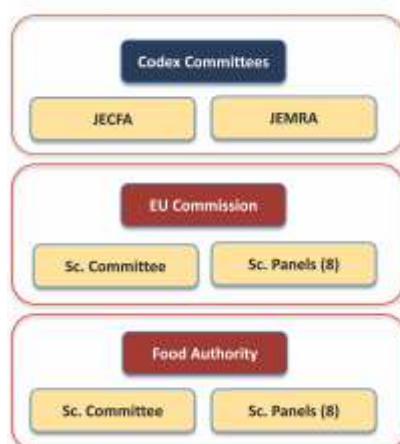 Codex Committees
JECFA JEMRA
EU Commission
Sc. Committee Sc. Panels (8)
Food Authority
Sc. Committee Sc. Panels (8)